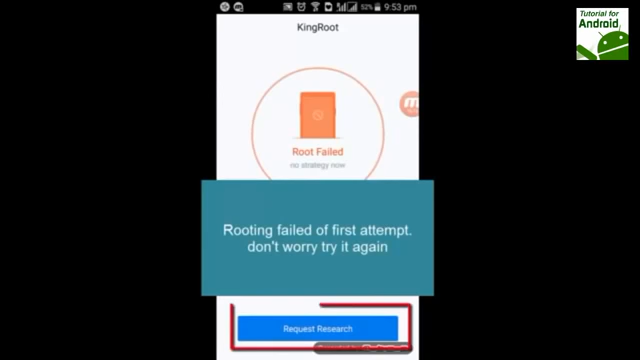 Tutorial for
Android
52% 9:53 pm
KingRoot
Root Failed
no strategy now
Rooting failed of first attempt.
don't worry try it again
Request Research